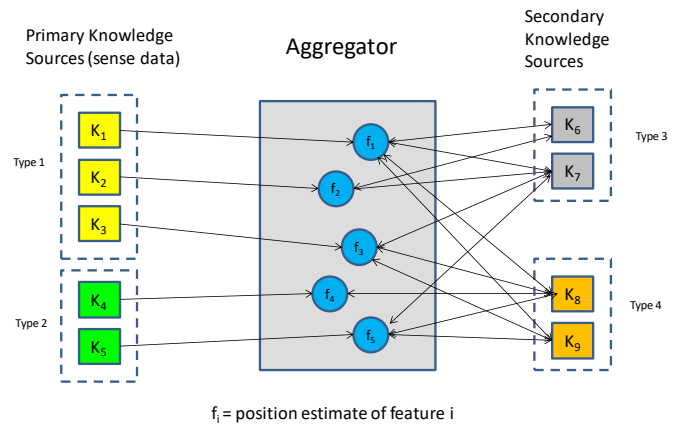 Primary Knowledge
Sources (sense data)
Aggregator
Secondary
Knowledge
Sources
Type 1
K₁
K₂
K₃
Type 2
K₄
K₅
f₁
f₂
f₃
f₄
f₅
K₆
K₇
Type 3
K₈
K₉
Type 4
fᵢ = position estimate of feature i